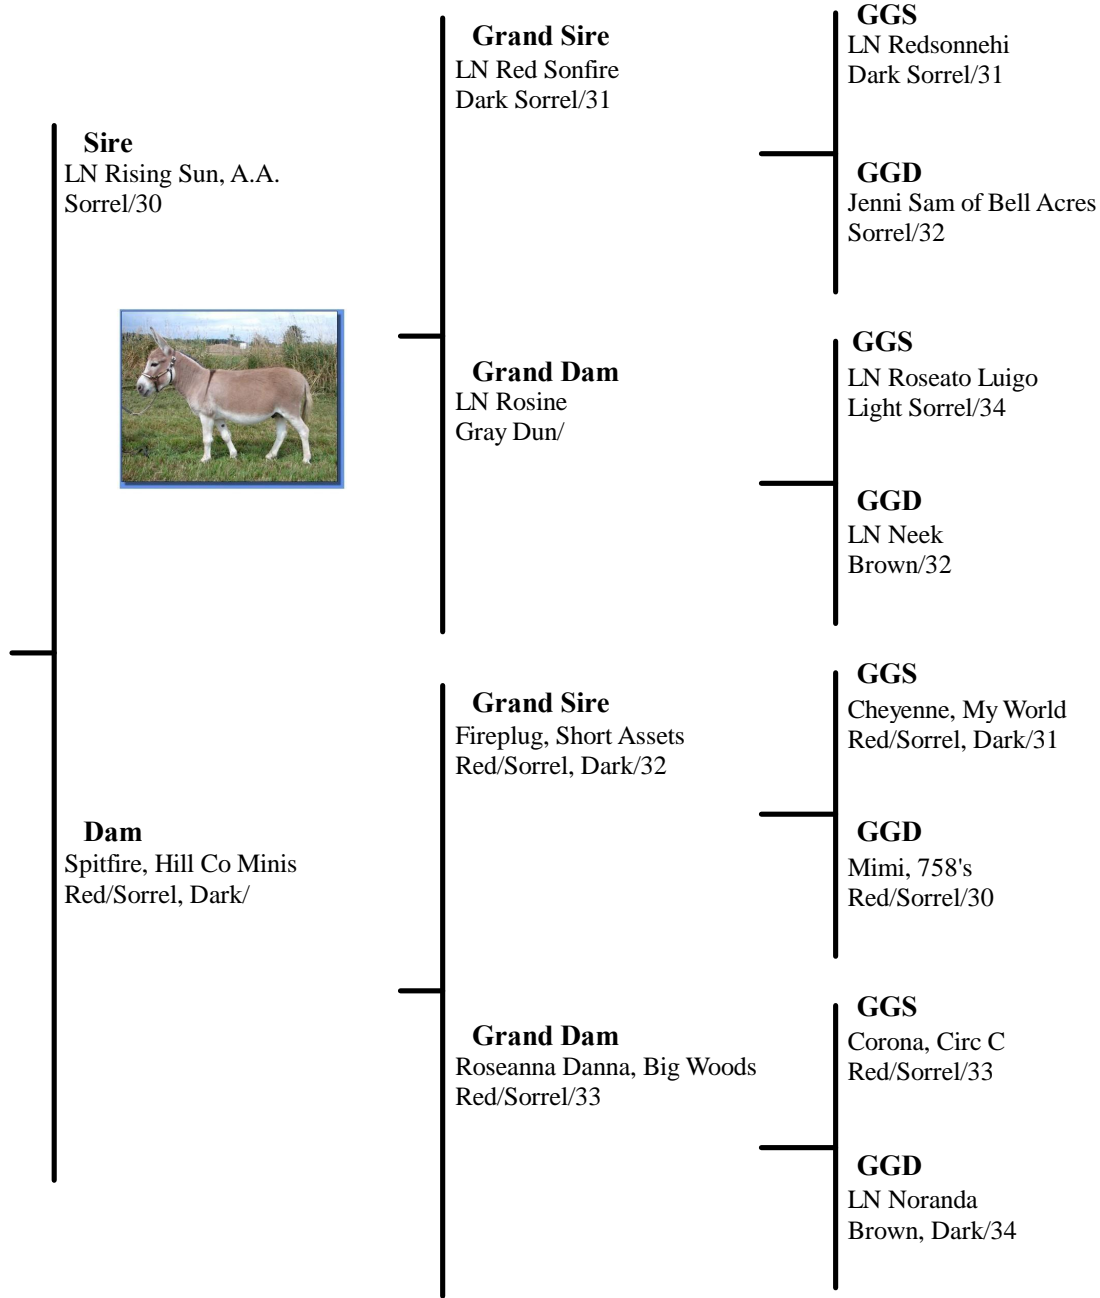 Sire
LN Rising Sun, A.A.
Sorrel/30
Dam
Spitfire, Hill Co Minis
Red/Sorrel, Dark/
Grand Sire
LN Red Sonfire
Dark Sorrel/31
Grand Dam
LN Rosine
Gray Dun/
Grand Sire
Fireplug, Short Assets
Red/Sorrel, Dark/32
Grand Dam
Roseanna Danna, Big Woods
Red/Sorrel/33
GGS
LN Redsonnehi
Dark Sorrel/31
GGD
Jenni Sam of Bell Acres
Sorrel/32
GGS
LN Roseato Luigo
Light Sorrel/34
GGD
LN Neek
Brown/32
GGS
Cheyenne, My World
Red/Sorrel, Dark/31
GGD
Mimi, 758's
Red/Sorrel/30
GGS
Corona, Circ C
Red/Sorrel/33
GGD
LN Noranda
Brown, Dark/34